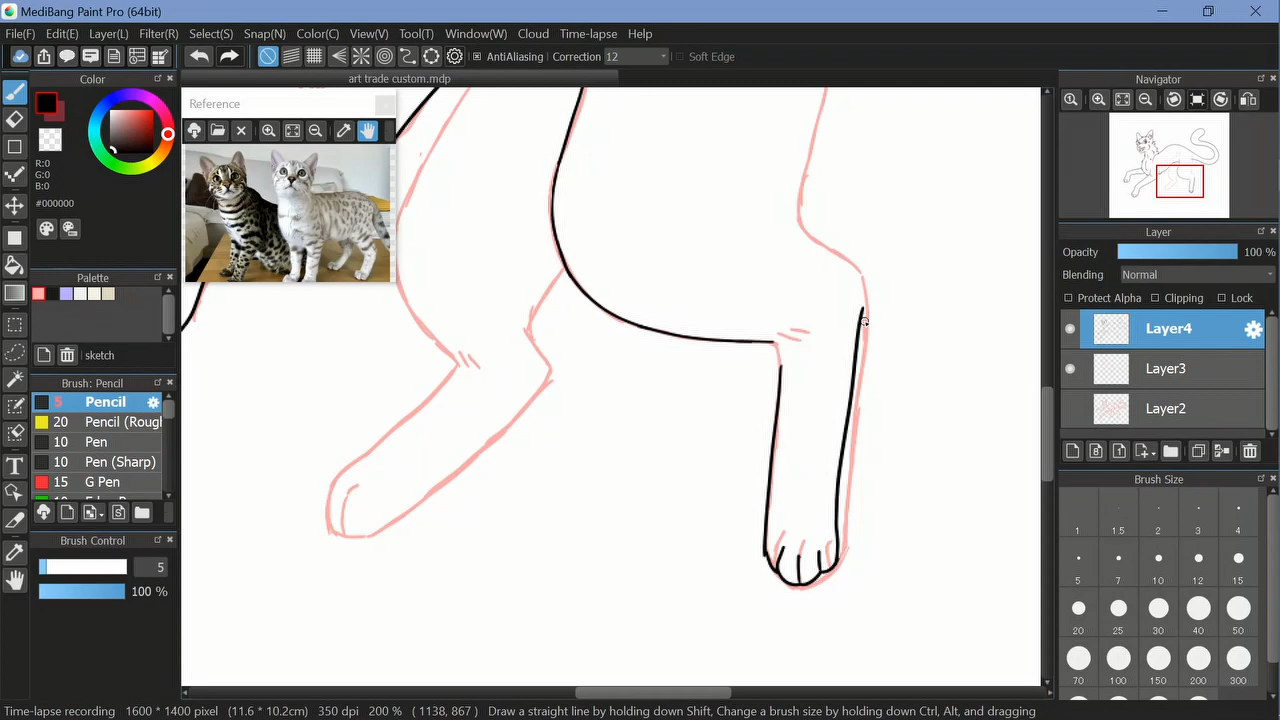 MediBang Paint Pro (64bit)
File(F) Edit(E) Layer(L) Filter(R) Select(S) Snap(N) Color(C) View(V) Tool(T) Window(W) Cloud Time-lapse Help
AntiAliasing Correction 12 Soft Edge
art trade custom.mdp
Color
R:0
G:0
B:0
#000000
Palette
sketch
Brush: Pencil
5 Pencil
20 Pencil (Roug
10 Pen
10 Pen (Sharp)
15 G Pen
Brush Control
5
100 %
Reference
Navigator
Layer
Opacity 100 %
Blending Normal
Protect Alpha Clipping Lock
Layer4
Layer3
Layer2
Brush Size
1 1.5 2 3 4
5 7 10 12 15
20 25 30 40 50
70 100 150 200 300
Time-lapse recording 1600 * 1400 pixel (11.6 * 10.2cm) 350 dpi 200 % ( 1138, 867 ) Draw a straight line by holding down Shift, Change a brush size by holding down Ctrl, Alt, and dragging